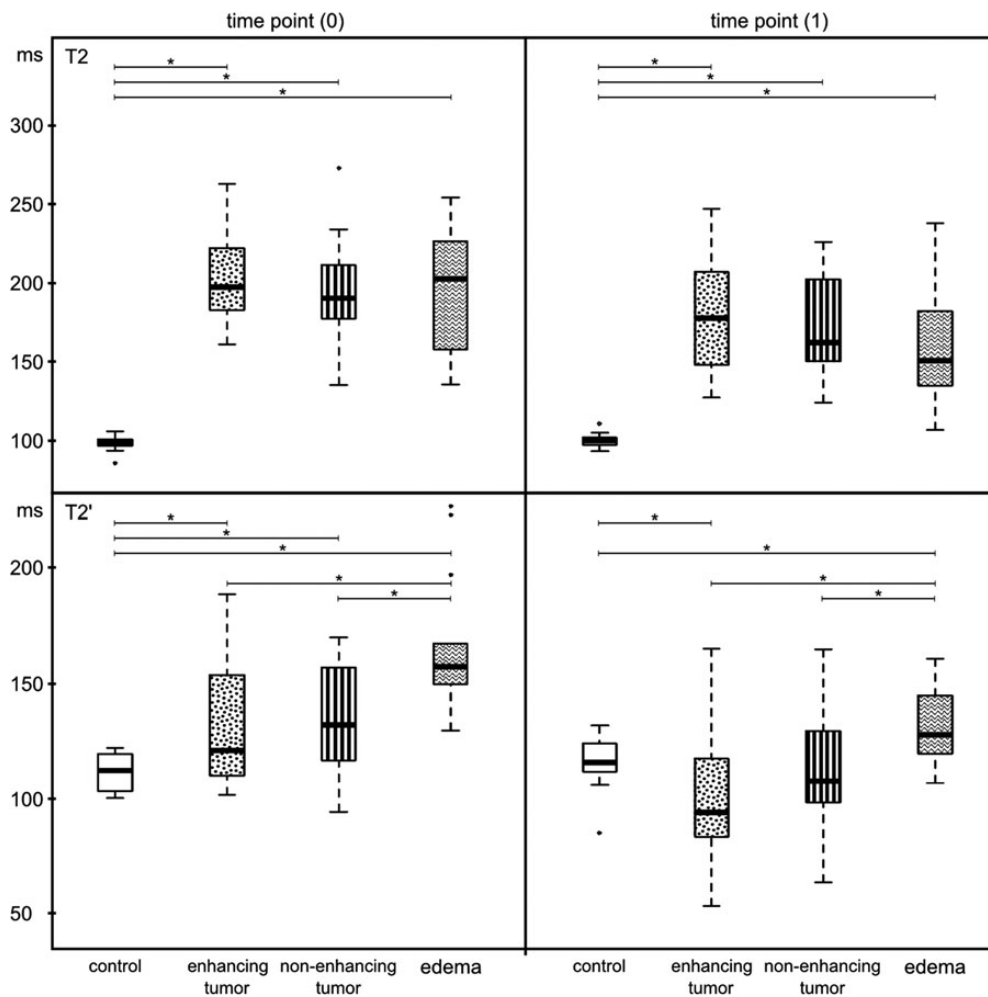 time point (0)
time point (1)
ms
T2
*
*
*
*
*
*
300
250
200
150
100
ms
T2'
*
*
*
*
*
*
*
*
*
200
150
100
50
control
enhancing
tumor
non-enhancing
tumor
edema
control
enhancing
tumor
non-enhancing
tumor
edema